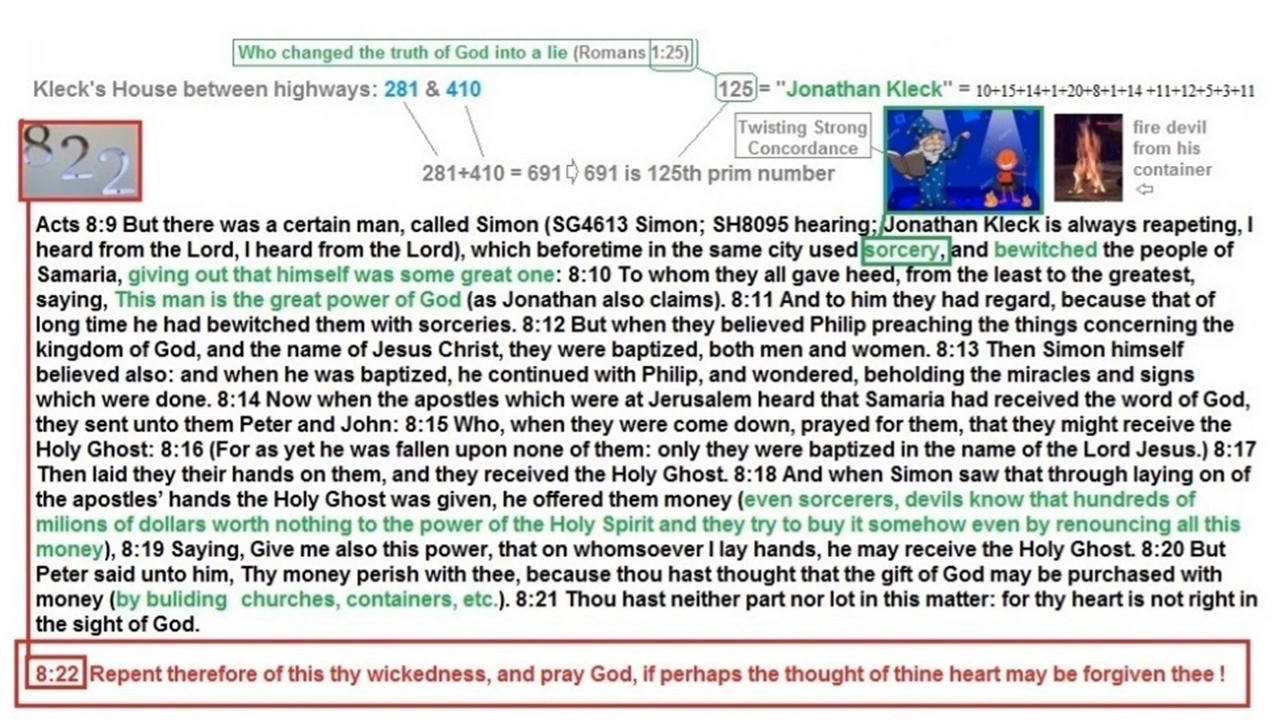 Who changed the truth of God into a lie (Romans 1:25)
Kleck's House between highways: 281 & 410
125 = "Jonathan Kleck" = 10+15+14+1+20+8+1+14 +11+12+5+3+11
822
Twisting Strong
Concordance
fire devil
from his
container
281+410 = 691 ⇨ 691 is 125th prim number
Acts 8:9 But there was a certain man, called Simon (SG4613 Simon; SH8095 hearing; Jonathan Kleck is always reapeting, I
heard from the Lord, I heard from the Lord), which beforetime in the same city used sorcery, and bewitched the people of
Samaria, giving out that himself was some great one: 8:10 To whom they all gave heed, from the least to the greatest,
saying, This man is the great power of God (as Jonathan also claims). 8:11 And to him they had regard, because that of
long time he had bewitched them with sorceries. 8:12 But when they believed Philip preaching the things concerning the
kingdom of God, and the name of Jesus Christ, they were baptized, both men and women. 8:13 Then Simon himself
believed also: and when he was baptized, he continued with Philip, and wondered, beholding the miracles and signs
which were done. 8:14 Now when the apostles which were at Jerusalem heard that Samaria had received the word of God,
they sent unto them Peter and John: 8:15 Who, when they were come down, prayed for them, that they might receive the
Holy Ghost: 8:16 (For as yet he was fallen upon none of them: only they were baptized in the name of the Lord Jesus.) 8:17
Then laid they their hands on them, and they received the Holy Ghost. 8:18 And when Simon saw that through laying on of
the apostles' hands the Holy Ghost was given, he offered them money (even sorcerers, devils know that hundreds of
milions of dollars worth nothing to the power of the Holy Spirit and they try to buy it somehow even by renouncing all this
money), 8:19 Saying, Give me also this power, that on whomsoever I lay hands, he may receive the Holy Ghost. 8:20 But
Peter said unto him, Thy money perish with thee, because thou hast thought that the gift of God may be purchased with
money (by buliding churches, containers, etc.). 8:21 Thou hast neither part nor lot in this matter: for thy heart is not right in
the sight of God.
8:22 Repent therefore of this thy wickedness, and pray God, if perhaps the thought of thine heart may be forgiven thee !